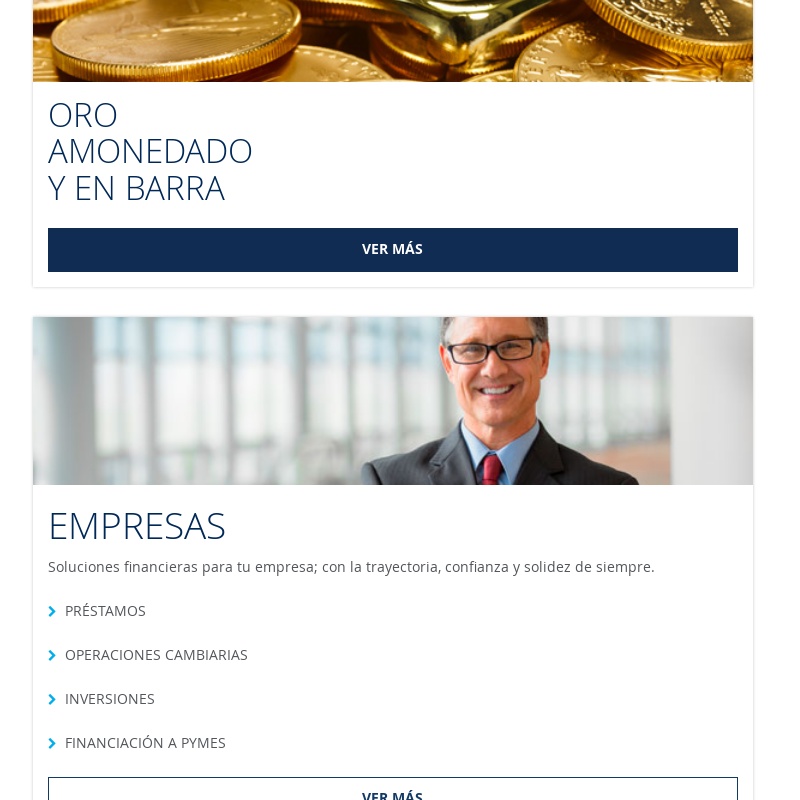 ORO
AMONEDADO
Y EN BARRA
VER MÁS
EMPRESAS
Soluciones financieras para tu empresa; con la trayectoria, confianza y solidez de siempre.
PRÉSTAMOS
OPERACIONES CAMBIARIAS
INVERSIONES
FINANCIACIÓN A PYMES
VER MÁS